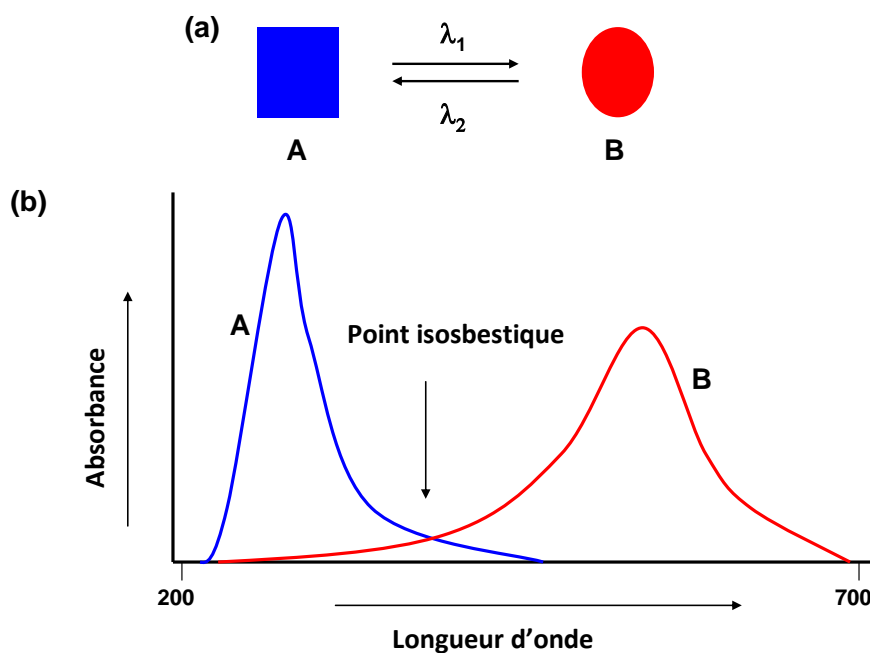 (a)
λ1
λ2
A
B
(b)
A
Point isosbestique
B
Absorbance
200
700
Longueur d'onde